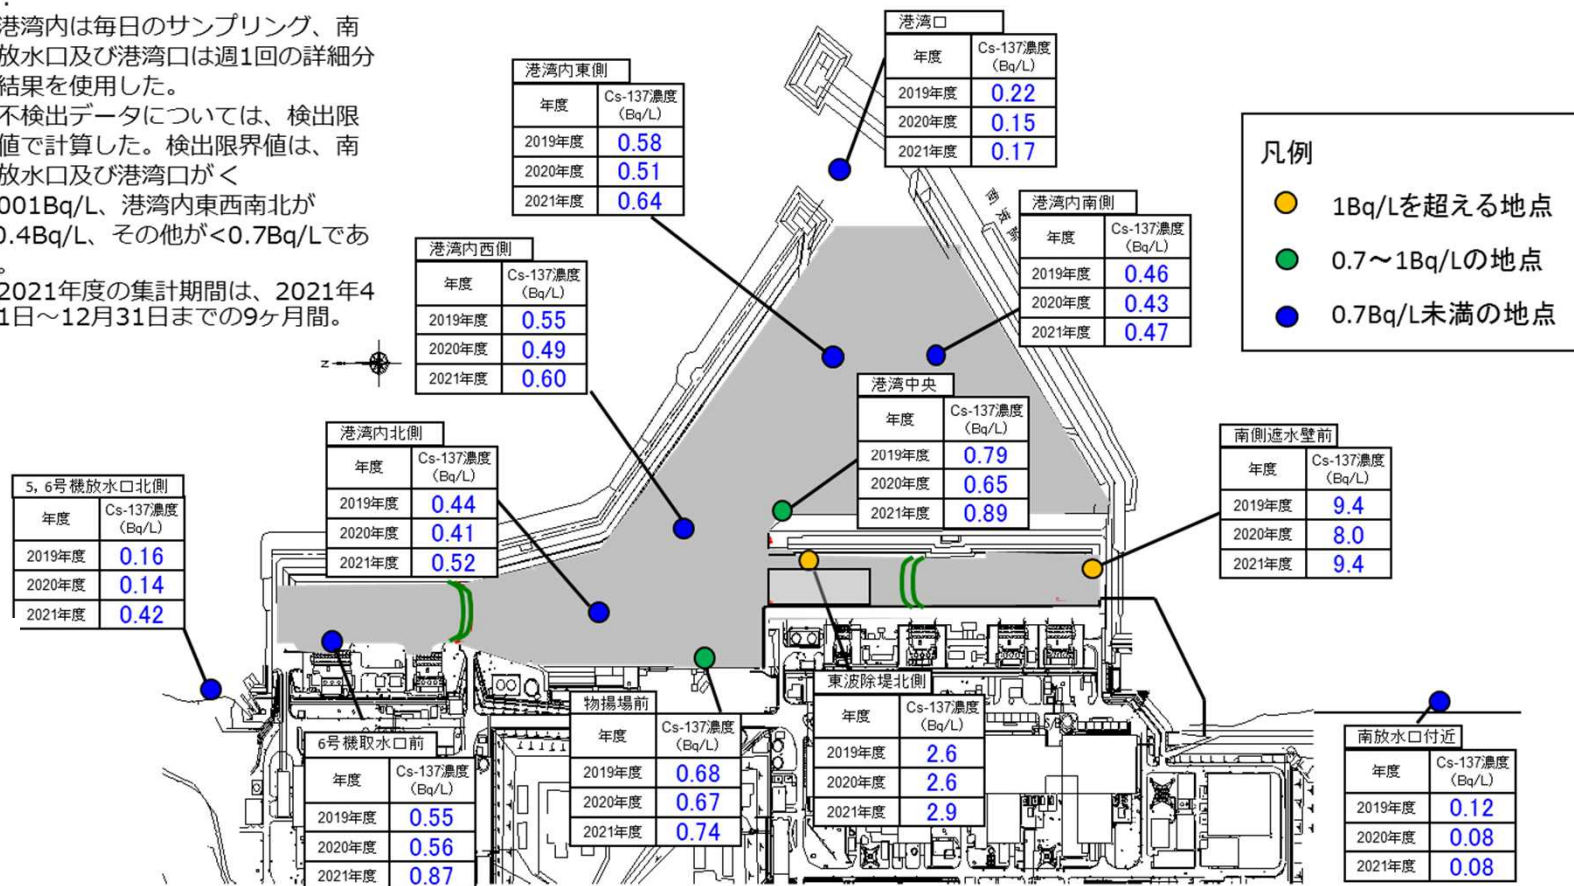 港湾内は毎日のサンプリング、南
放水口及び港湾口は週1回の詳細分
結果を使用した。
不検出データについては、検出限
値で計算した。検出限界値は、南
放水口及び港湾口が<
001Bq/L、港湾内東西南北が
0.4Bq/L、その他が<0.7Bq/Lであ
。
2021年度の集計期間は、2021年4
1日～12月31日までの9ヶ月間。
港湾口
年度 Cs-137濃度
(Bq/L)
2019年度 0.22
2020年度 0.15
2021年度 0.17
港湾内東側
年度 Cs-137濃度
(Bq/L)
2019年度 0.58
2020年度 0.51
2021年度 0.64
凡例
1Bq/Lを超える地点
0.7～1Bq/Lの地点
0.7Bq/L未満の地点
港湾内南側
年度 Cs-137濃度
(Bq/L)
2019年度 0.46
2020年度 0.43
2021年度 0.47
港湾内西側
年度 Cs-137濃度
(Bq/L)
2019年度 0.55
2020年度 0.49
2021年度 0.60
Z
港湾中央
年度 Cs-137濃度
(Bq/L)
2019年度 0.79
2020年度 0.65
2021年度 0.89
港湾内北側
年度 Cs-137濃度
(Bq/L)
2019年度 0.44
2020年度 0.41
2021年度 0.52
南側遮水壁前
年度 Cs-137濃度
(Bq/L)
2019年度 9.4
2020年度 8.0
2021年度 9.4
5, 6号機放水口北側
年度 Cs-137濃度
(Bq/L)
2019年度 0.16
2020年度 0.14
2021年度 0.42
東波除堤北側
年度 Cs-137濃度
(Bq/L)
2019年度 2.6
2020年度 2.6
2021年度 2.9
物揚場前
年度 Cs-137濃度
(Bq/L)
2019年度 0.68
2020年度 0.67
2021年度 0.74
6号機取水口前
年度 Cs-137濃度
(Bq/L)
2019年度 0.55
2020年度 0.56
2021年度 0.87
南放水口付近
年度 Cs-137濃度
(Bq/L)
2019年度 0.12
2020年度 0.08
2021年度 0.08